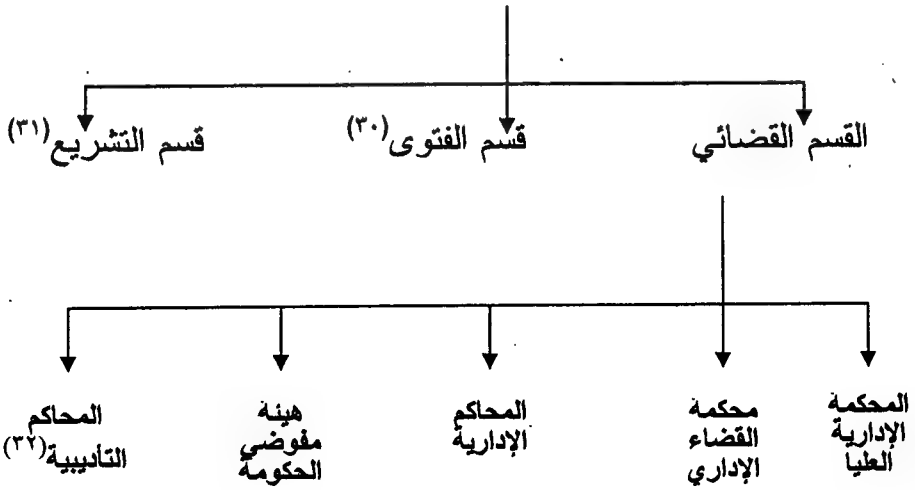 القسم القضائي
قسم الفتوى(٣٠)
قسم التشريع(٣١)
المحكمة
الإدارية
العليا
محكمة
القضاء
الإداري
المحاكم
الإدارية
هيئة
مفوضي
الحكومة
المحاكم
التأديبية(٣٢)